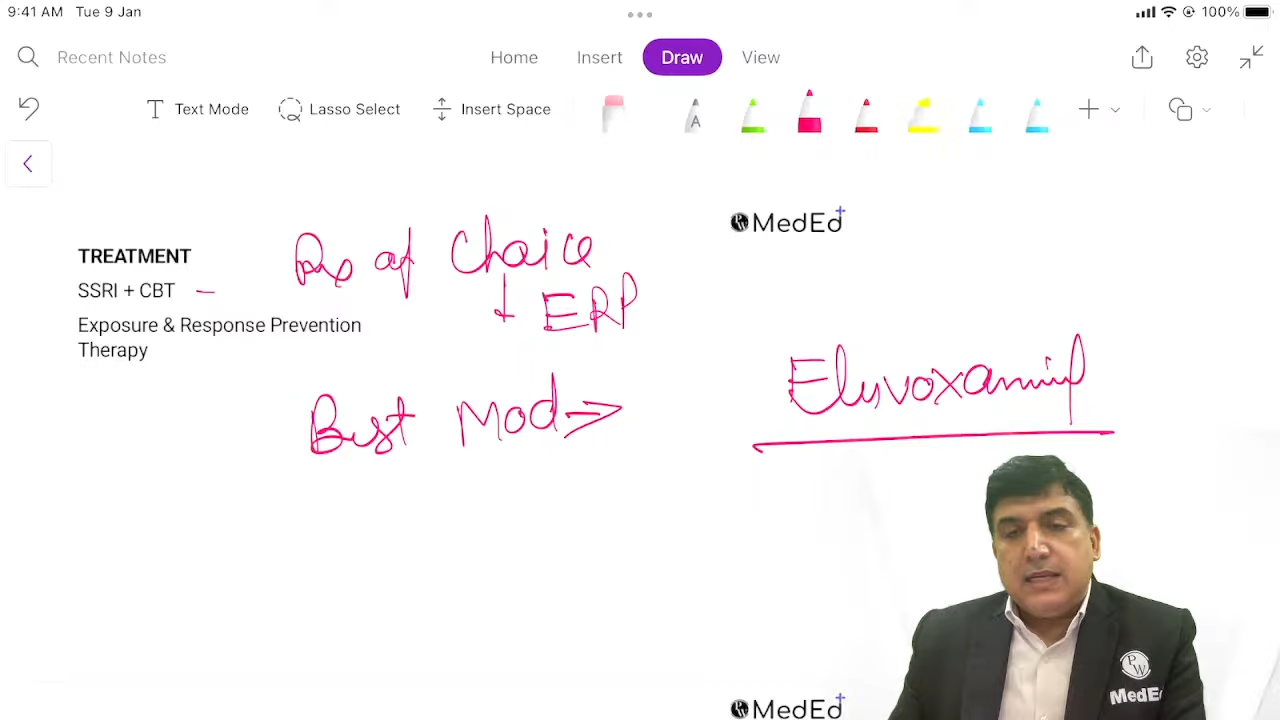 9:41 AM Tue 9 Jan
100%
Recent Notes
Home Insert Draw View
Text Mode Lasso Select Insert Space
A
MedEd+
TREATMENT
SSRI + CBT –
Exposure & Response Prevention
Therapy
Rx of Choice
+ ERP
Best Mod
Fluvoxamine
PW
MedEd
MedEd+